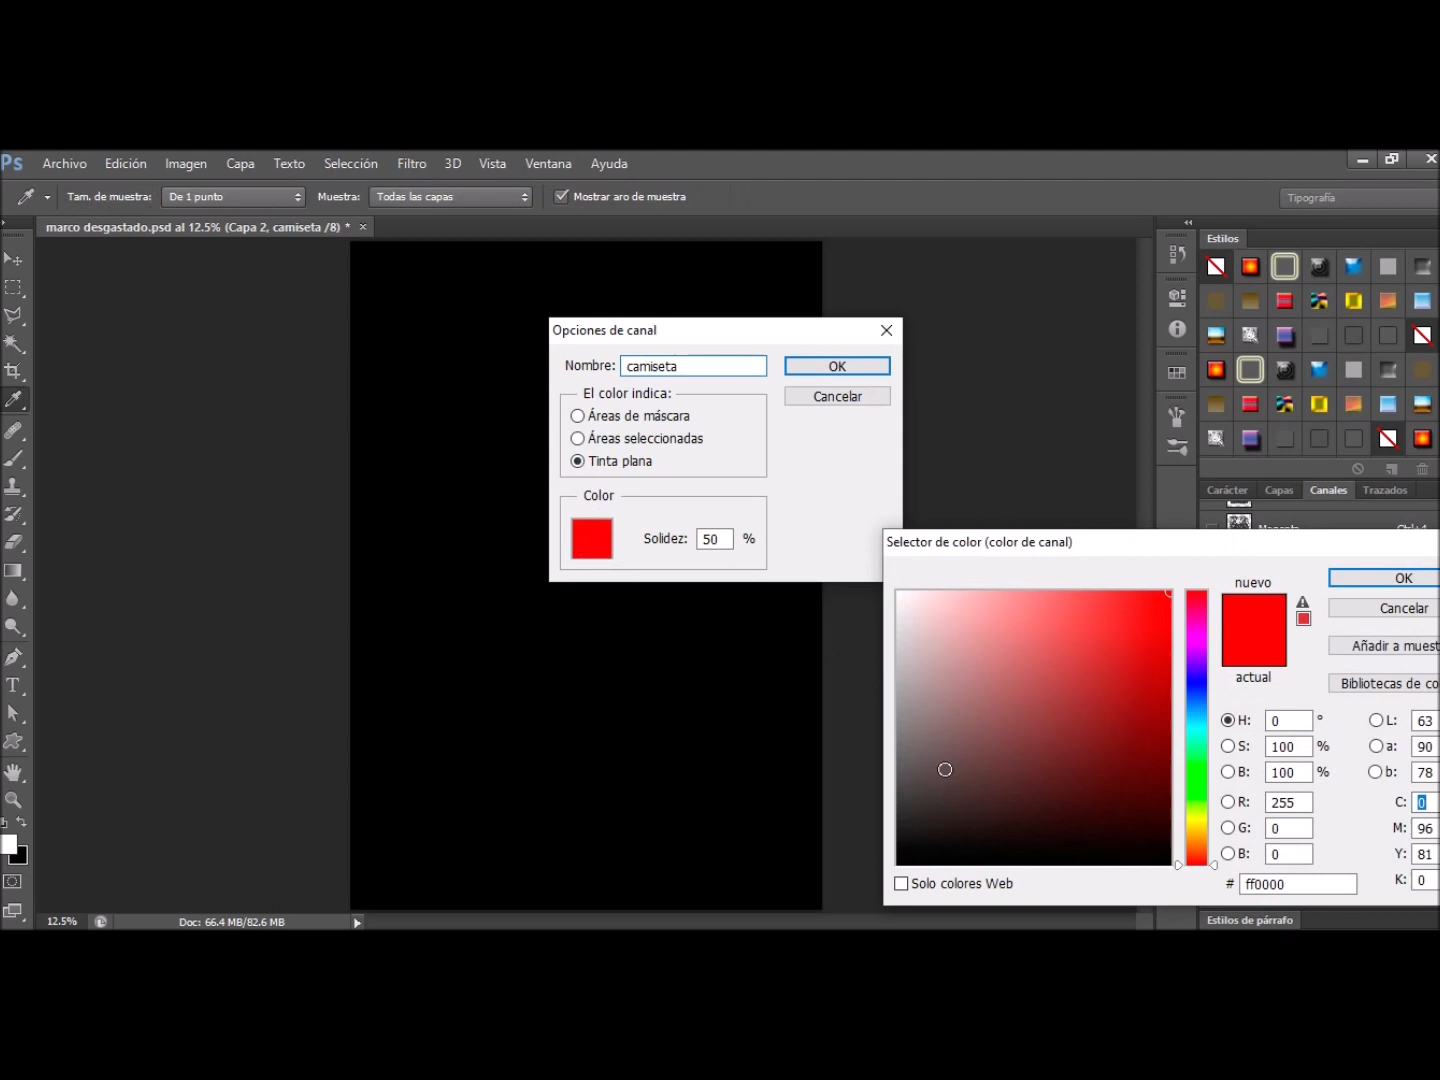 Ps Archivo Edición Imagen Capa Texto Selección Filtro 3D Vista Ventana Ayuda
Tam. de muestra: De 1 punto Muestra: Todas las capas Mostrar aro de muestra Tipografía
marco desgastado.psd al 12.5% (Capa 2, camiseta /8) * ×
Estilos
Opciones de canal
Nombre: camiseta OK
Cancelar
El color indica:
Áreas de máscara
Áreas seleccionadas
Tinta plana
Color
Solidez: 50 %
Carácter Capas Canales Trazados
Selector de color (color de canal)
nuevo
actual
OK
Cancelar
Añadir a muest
Bibliotecas de co
H: 0 ° L: 63
S: 100 % a: 90
B: 100 % b: 78
R: 255 C: 0
G: 0 M: 96
B: 0 Y: 81
# ff0000 K: 0
Solo colores Web
12.5% Doc: 66.4 MB/82.6 MB
Estilos de párrafo